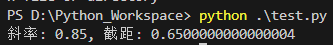 PS D:\Python_Workspace> python .\test.py
斜率: 0.85, 截距: 0.6500000000000004